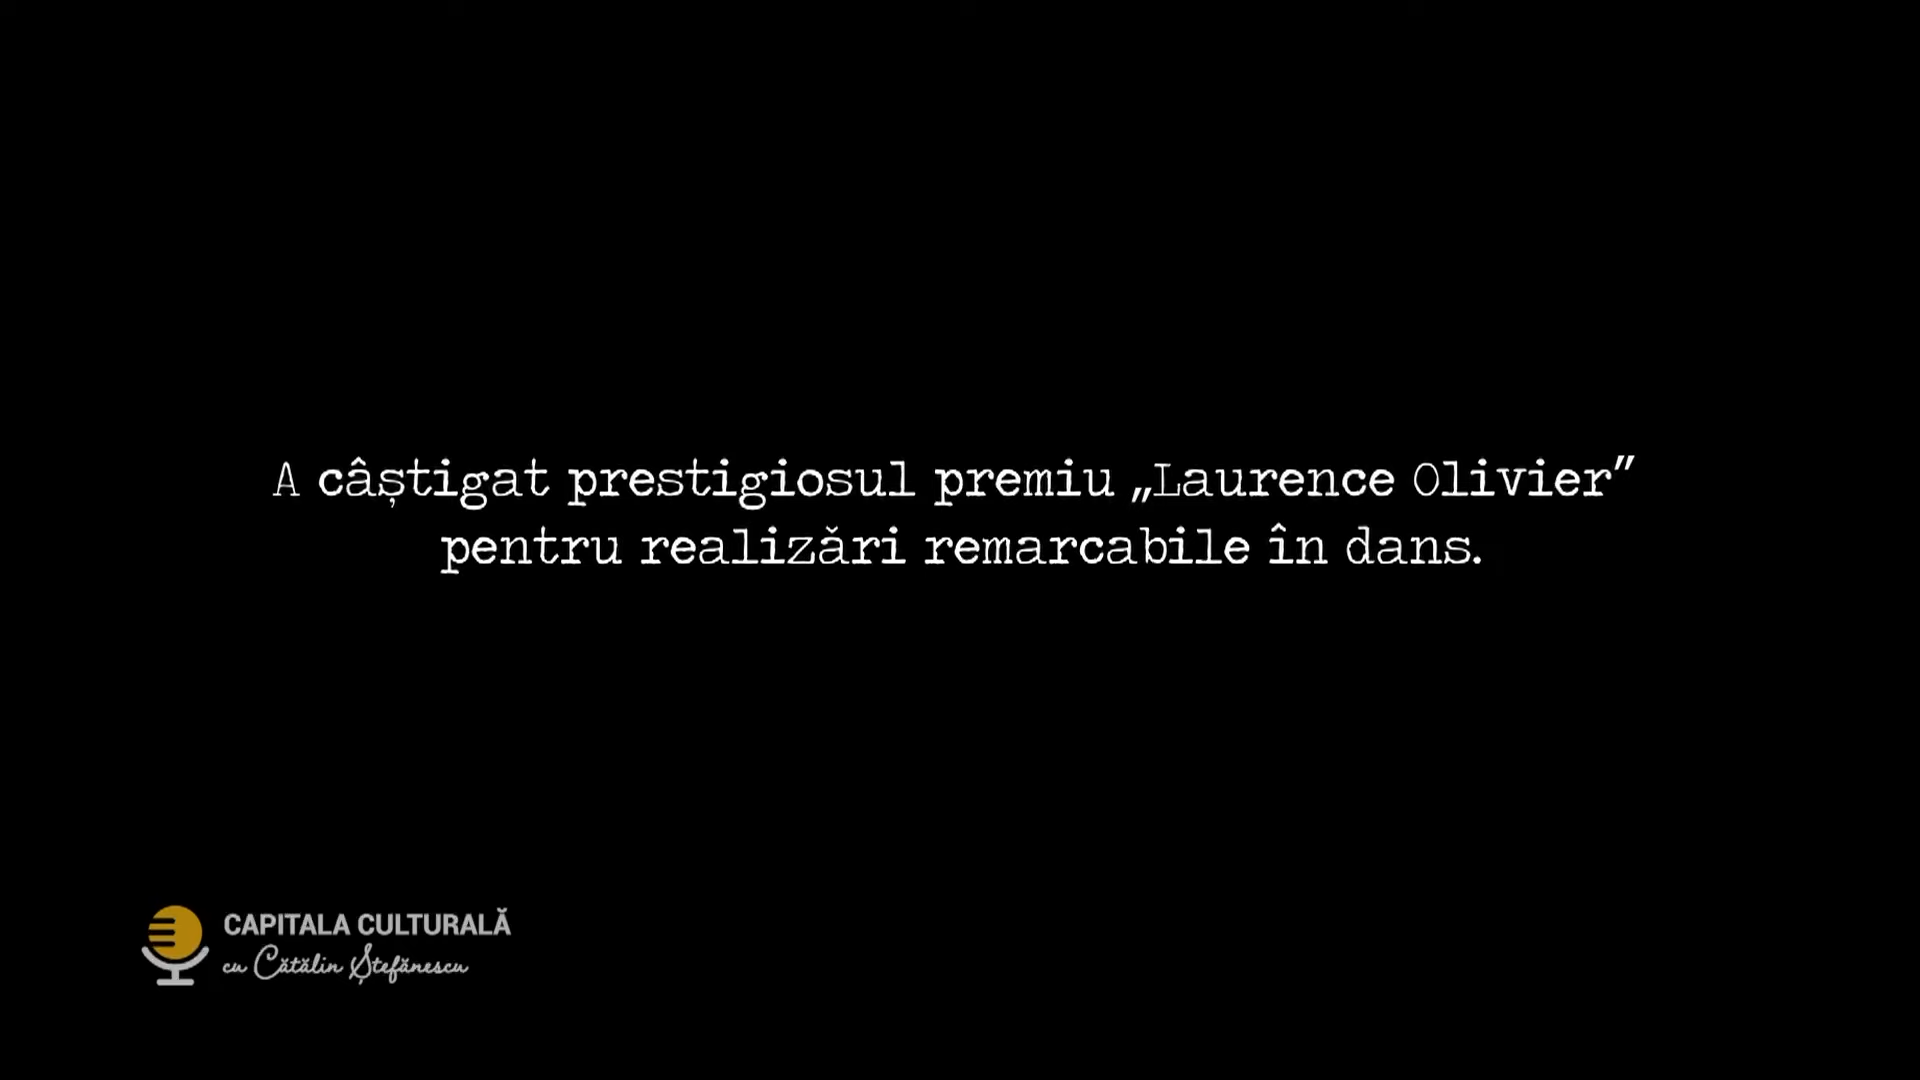 A câștigat prestigiosul premiu „Laurence Olivier”
pentru realizări remarcabile în dans.
CAPITALA CULTURALĂ
cu Cătălin Ștefănescu